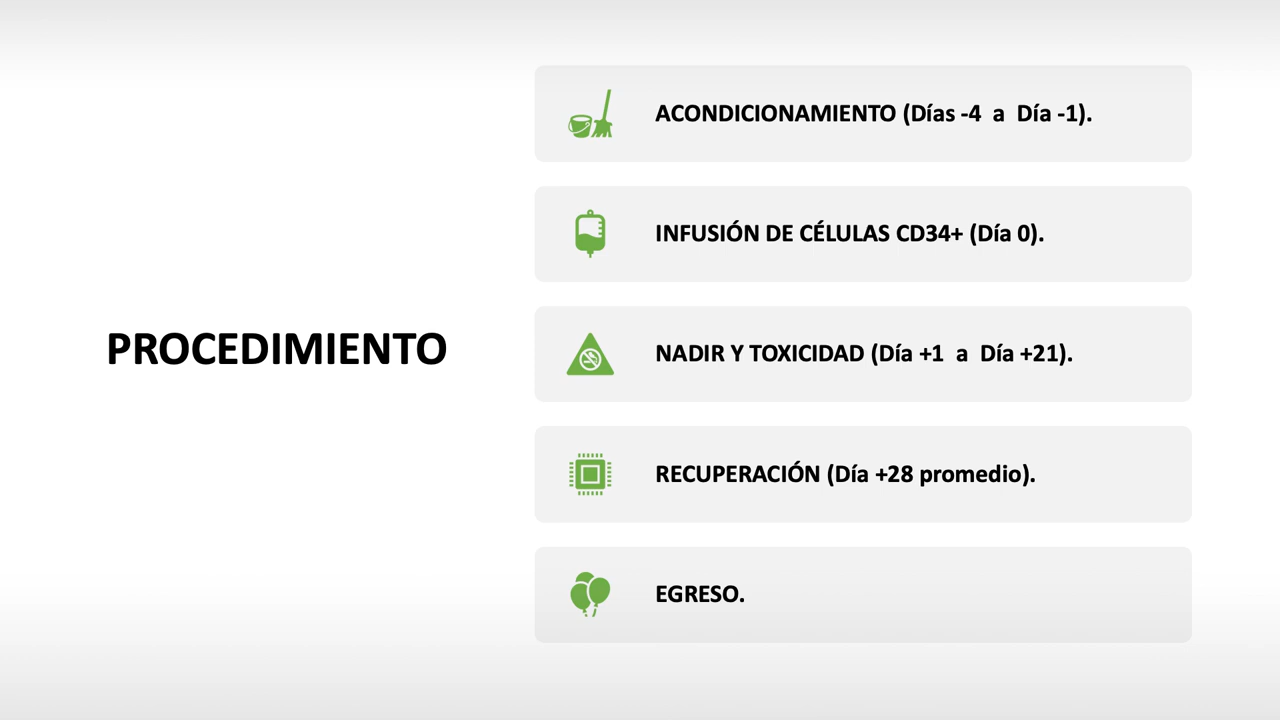 PROCEDIMIENTO
ACONDICIONAMIENTO (Días -4 a Día -1).
INFUSIÓN DE CÉLULAS CD34+ (Día 0).
NADIR Y TOXICIDAD (Día +1 a Día +21).
RECUPERACIÓN (Día +28 promedio).
EGRESO.